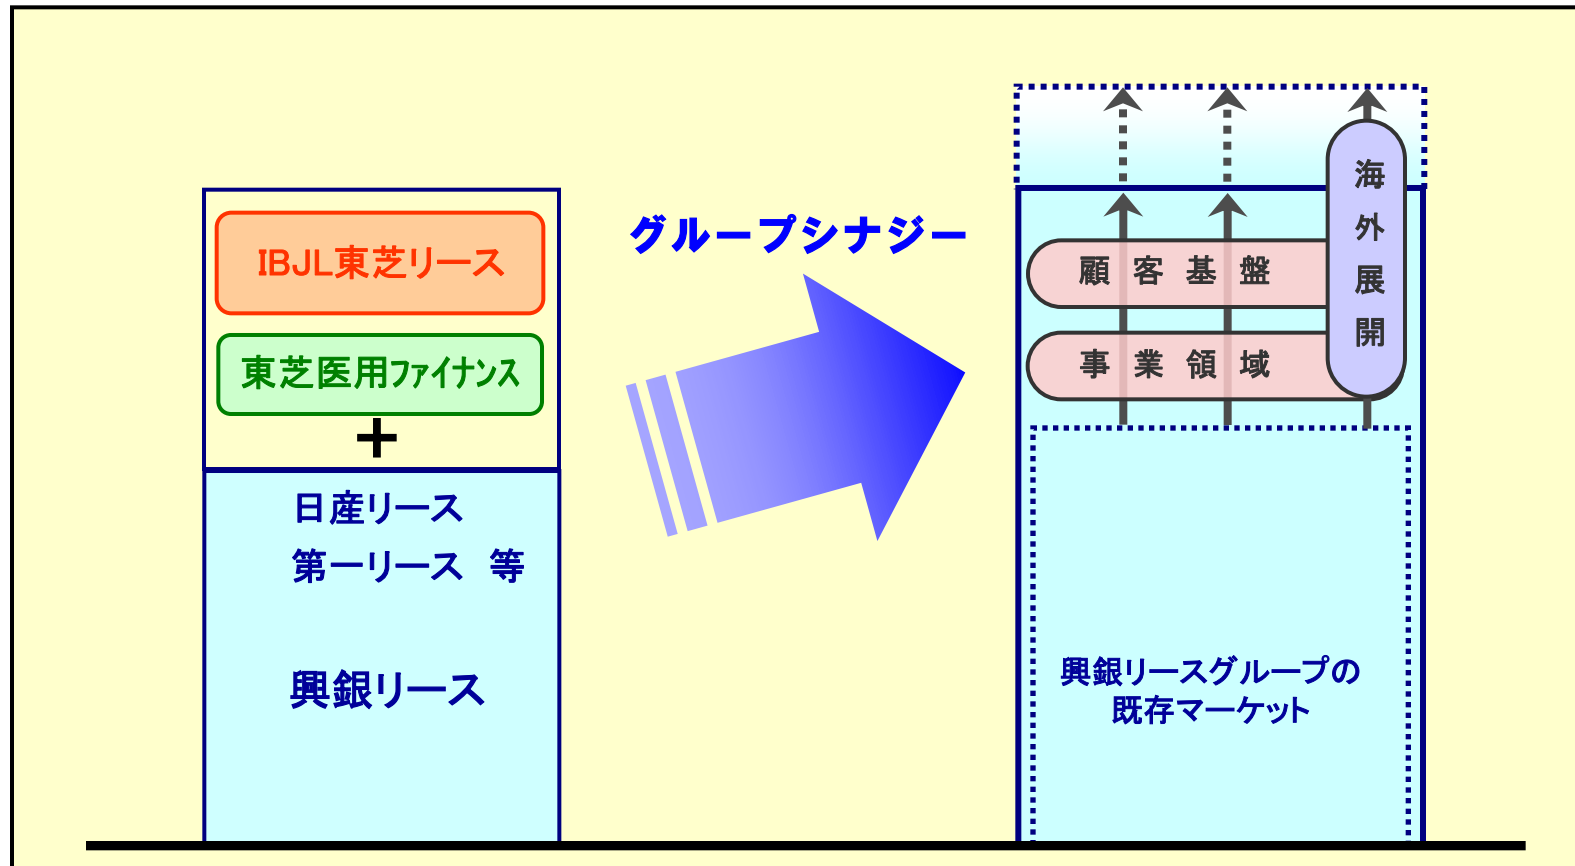 IBJL東芝リース
東芝医用ファイナンス
+
日産リース
第一リース 等
興銀リース
グループシナジー
顧客基盤
事業領域
海外展開
興銀リースグループの
既存マーケット